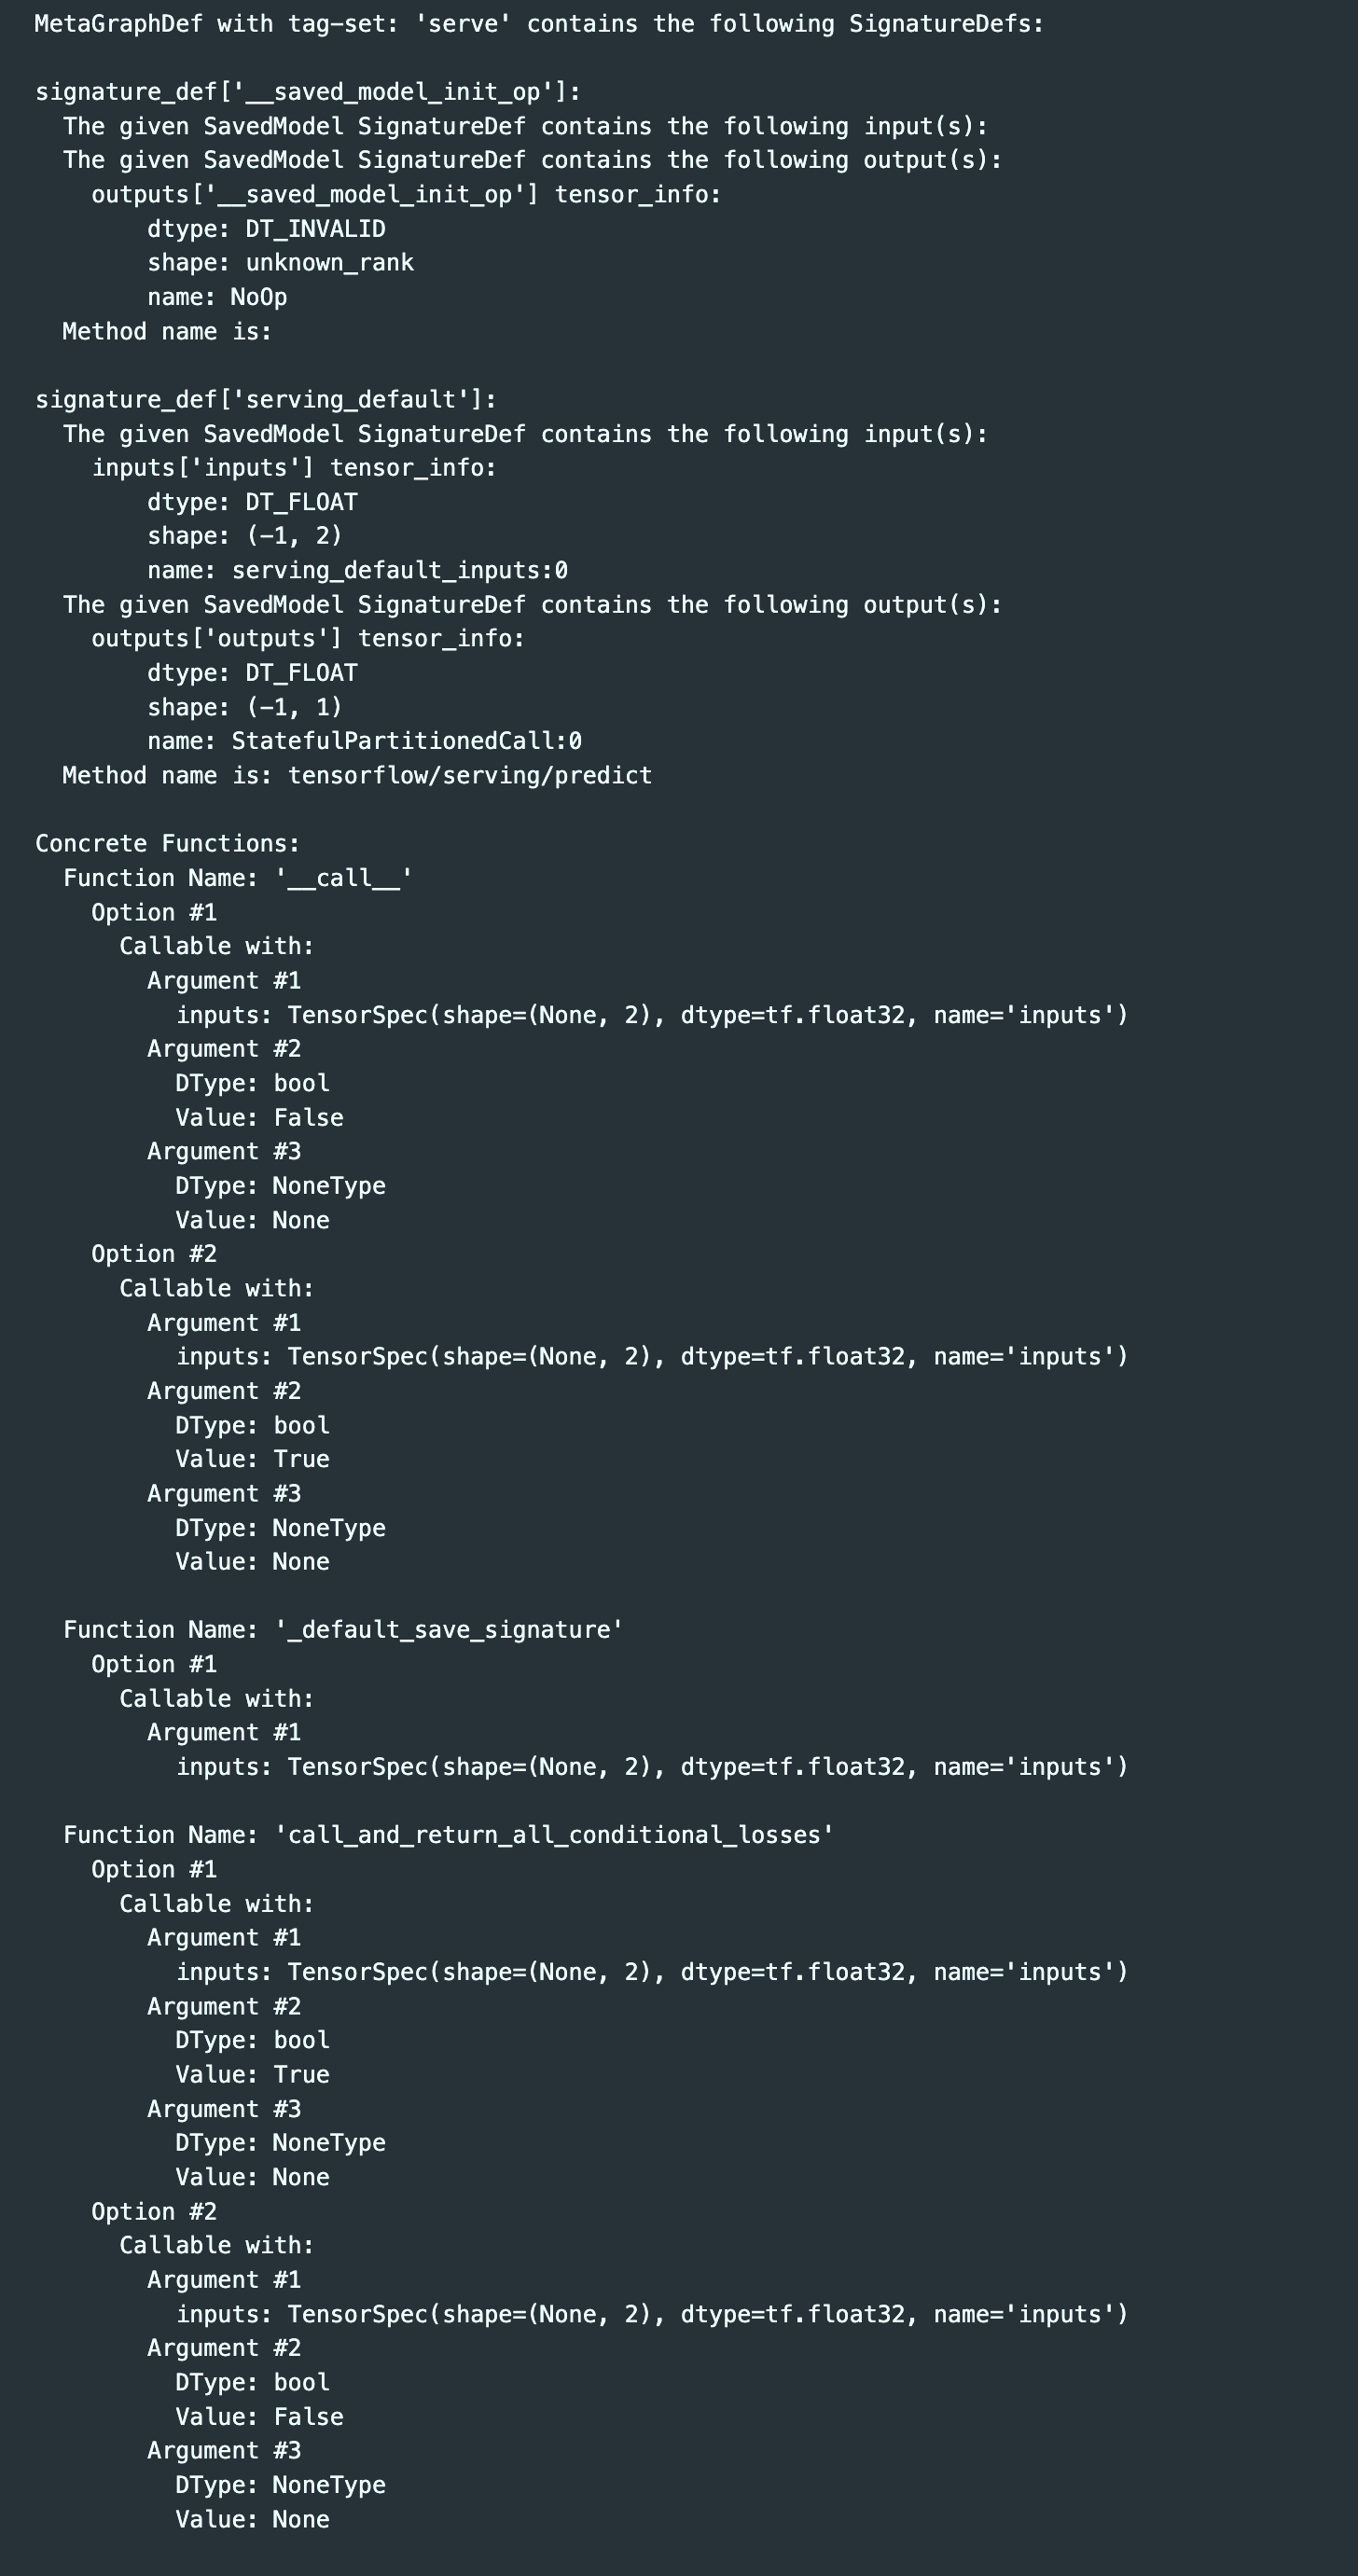 MetaGraphDef with tag-set: 'serve' contains the following SignatureDefs:

signature_def['__saved_model_init_op']:
  The given SavedModel SignatureDef contains the following input(s):
  The given SavedModel SignatureDef contains the following output(s):
    outputs['__saved_model_init_op'] tensor_info:
        dtype: DT_INVALID
        shape: unknown_rank
        name: NoOp
  Method name is:

signature_def['serving_default']:
  The given SavedModel SignatureDef contains the following input(s):
    inputs['inputs'] tensor_info:
        dtype: DT_FLOAT
        shape: (-1, 2)
        name: serving_default_inputs:0
  The given SavedModel SignatureDef contains the following output(s):
    outputs['outputs'] tensor_info:
        dtype: DT_FLOAT
        shape: (-1, 1)
        name: StatefulPartitionedCall:0
  Method name is: tensorflow/serving/predict

Concrete Functions:
  Function Name: '__call__'
    Option #1
      Callable with:
        Argument #1
          inputs: TensorSpec(shape=(None, 2), dtype=tf.float32, name='inputs')
        Argument #2
          DType: bool
          Value: False
        Argument #3
          DType: NoneType
          Value: None
    Option #2
      Callable with:
        Argument #1
          inputs: TensorSpec(shape=(None, 2), dtype=tf.float32, name='inputs')
        Argument #2
          DType: bool
          Value: True
        Argument #3
          DType: NoneType
          Value: None

  Function Name: '_default_save_signature'
    Option #1
      Callable with:
        Argument #1
          inputs: TensorSpec(shape=(None, 2), dtype=tf.float32, name='inputs')

  Function Name: 'call_and_return_all_conditional_losses'
    Option #1
      Callable with:
        Argument #1
          inputs: TensorSpec(shape=(None, 2), dtype=tf.float32, name='inputs')
        Argument #2
          DType: bool
          Value: True
        Argument #3
          DType: NoneType
          Value: None
    Option #2
      Callable with:
        Argument #1
          inputs: TensorSpec(shape=(None, 2), dtype=tf.float32, name='inputs')
        Argument #2
          DType: bool
          Value: False
        Argument #3
          DType: NoneType
          Value: None